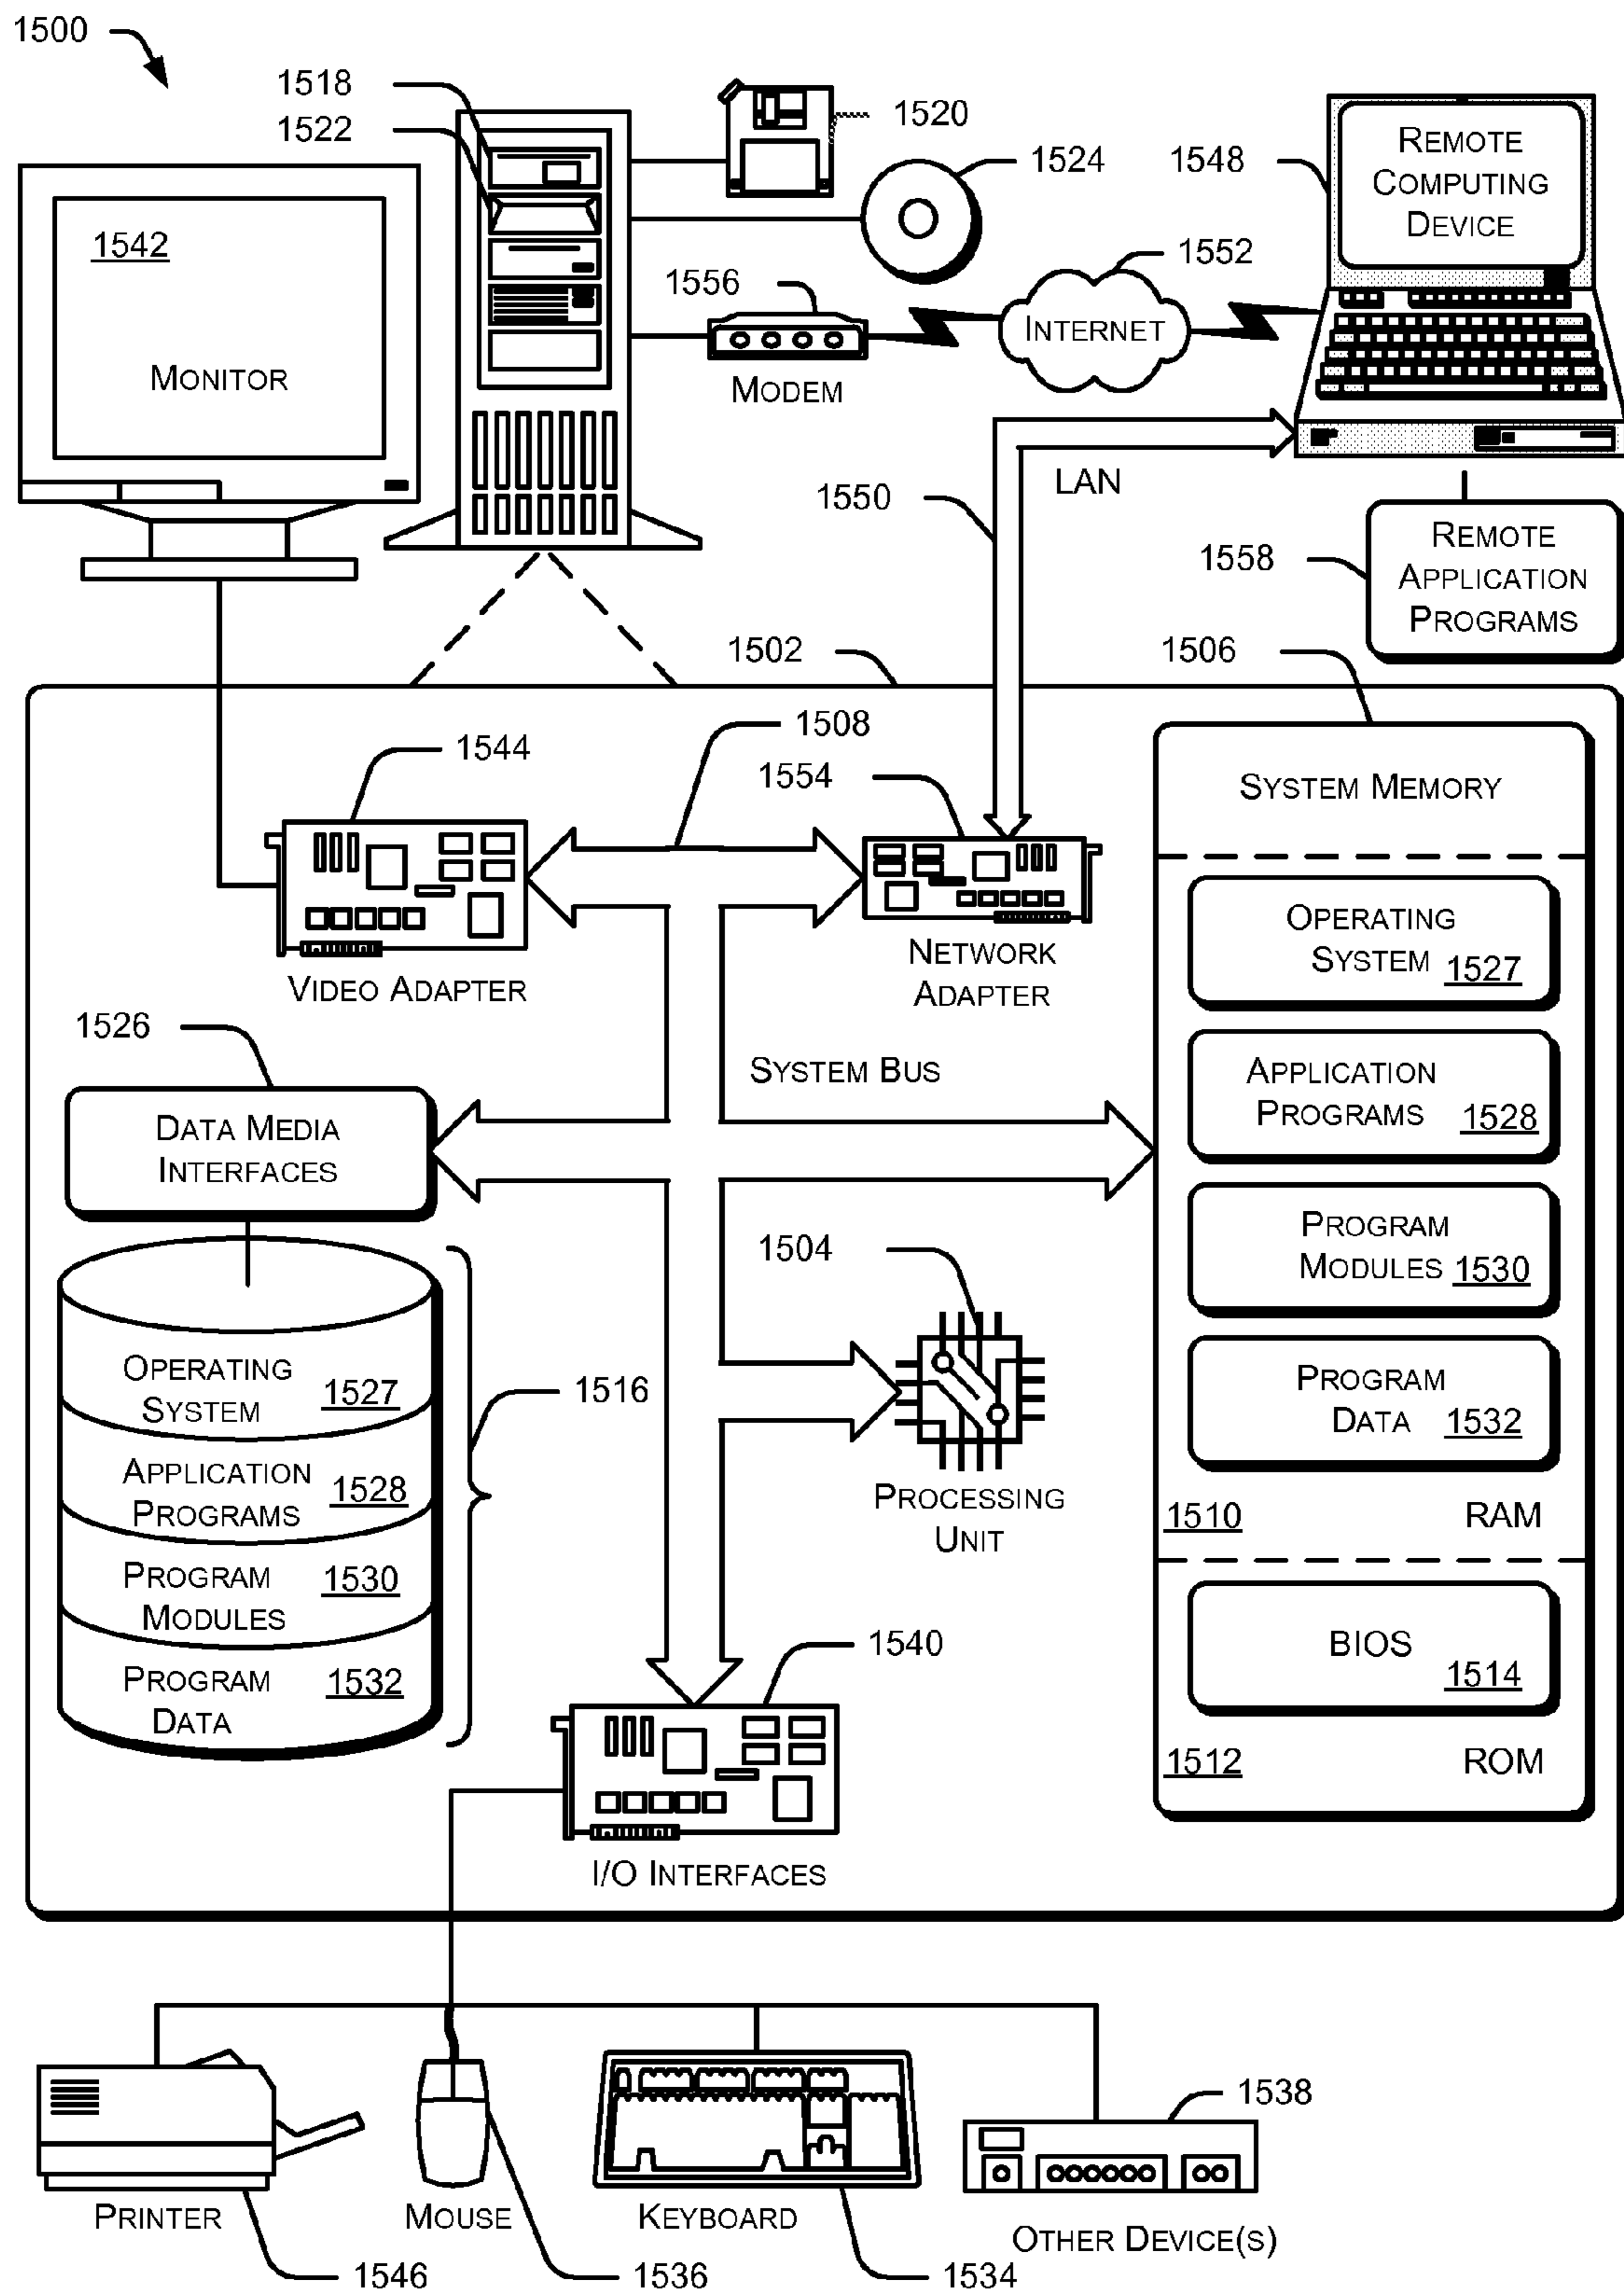 1500
1518
1522
1520
1524
1548
REMOTE
COMPUTING
DEVICE
1542
MONITOR
1556
MODEM
1552
INTERNET
1550
LAN
1558
REMOTE
APPLICATION
PROGRAMS
1502
1506
1508
1544
1554
VIDEO ADAPTER
NETWORK
ADAPTER
SYSTEM MEMORY
OPERATING
SYSTEM 1527
APPLICATION
PROGRAMS 1528
PROGRAM
MODULES 1530
PROGRAM
DATA 1532
1510 RAM
BIOS
1514
1512 ROM
1526
DATA MEDIA
INTERFACES
SYSTEM BUS
1504
PROCESSING
UNIT
OPERATING
SYSTEM 1527
APPLICATION
PROGRAMS 1528
PROGRAM
MODULES 1530
PROGRAM
DATA 1532
1516
1540
I/O INTERFACES
PRINTER
1546
MOUSE
1536
KEYBOARD
1534
1538
OTHER DEVICE(S)